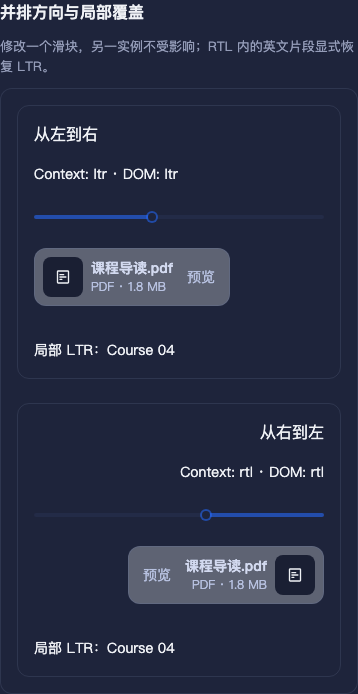 并排方向与局部覆盖
修改一个滑块，另一实例不受影响；RTL 内的英文片段显式恢
复 LTR。
从左到右
Context: ltr · DOM: ltr
课程导读.pdf
PDF · 1.8 MB
预览
局部 LTR：Course 04
从右到左
Context: rtl · DOM: rtl
预览
课程导读.pdf
PDF · 1.8 MB
局部 LTR：Course 04